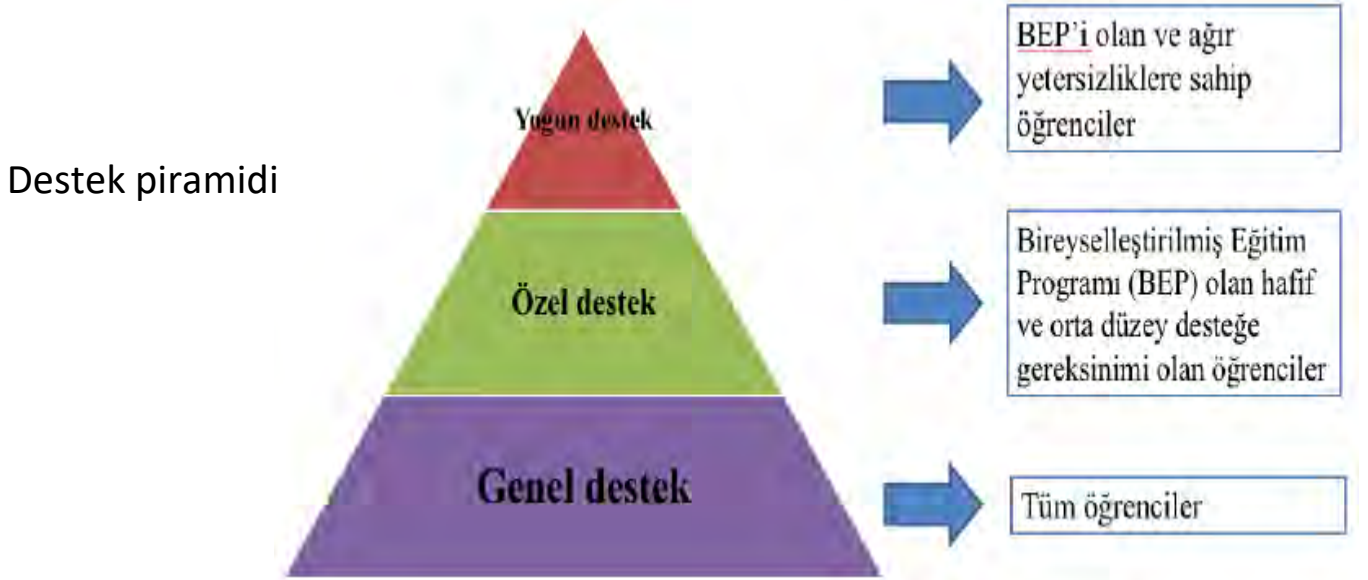 Destek piramidi
Yoğun destek
BEP'i olan ve ağır
yetersizliklere sahip
öğrenciler
Özel destek
Bireyselleştirilmiş Eğitim
Programı (BEP) olan hafif
ve orta düzey desteğe
gereksinimi olan öğrenciler
Genel destek
Tüm öğrenciler